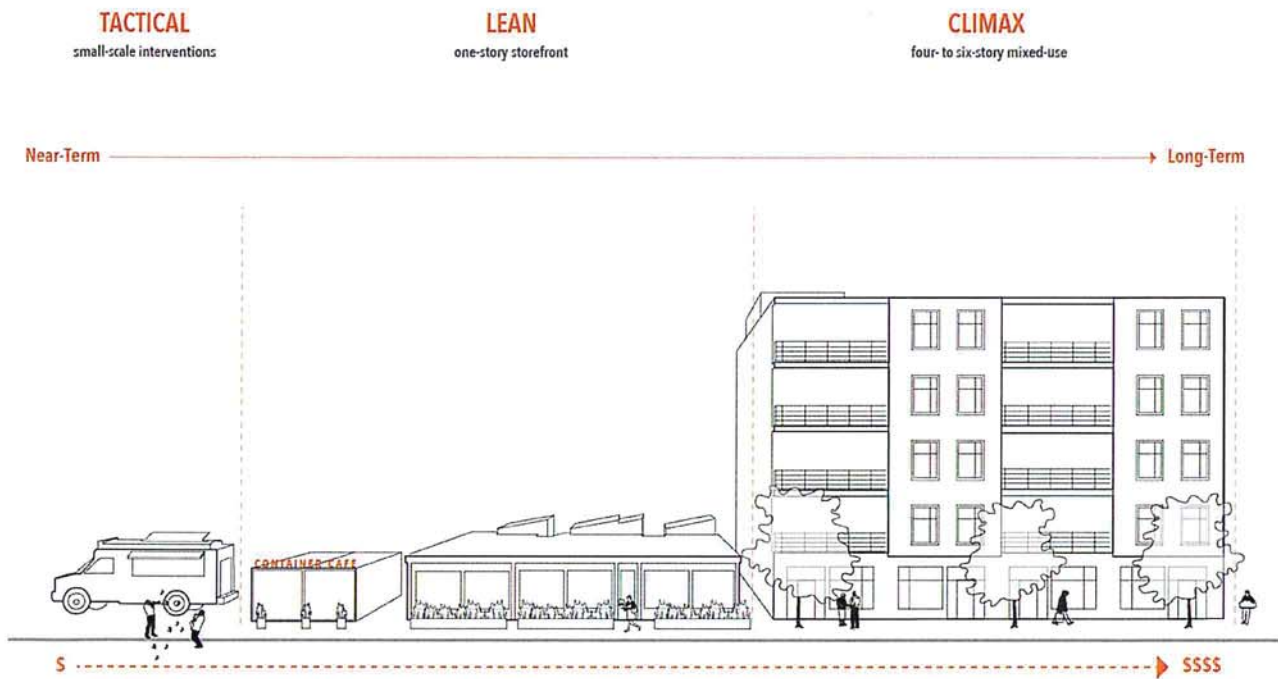 TACTICAL
small-scale interventions
LEAN
one-story storefront
CLIMAX
four- to six-story mixed-use
Near-Term
Long-Term
CONTAINER CAFE
$
$$$$